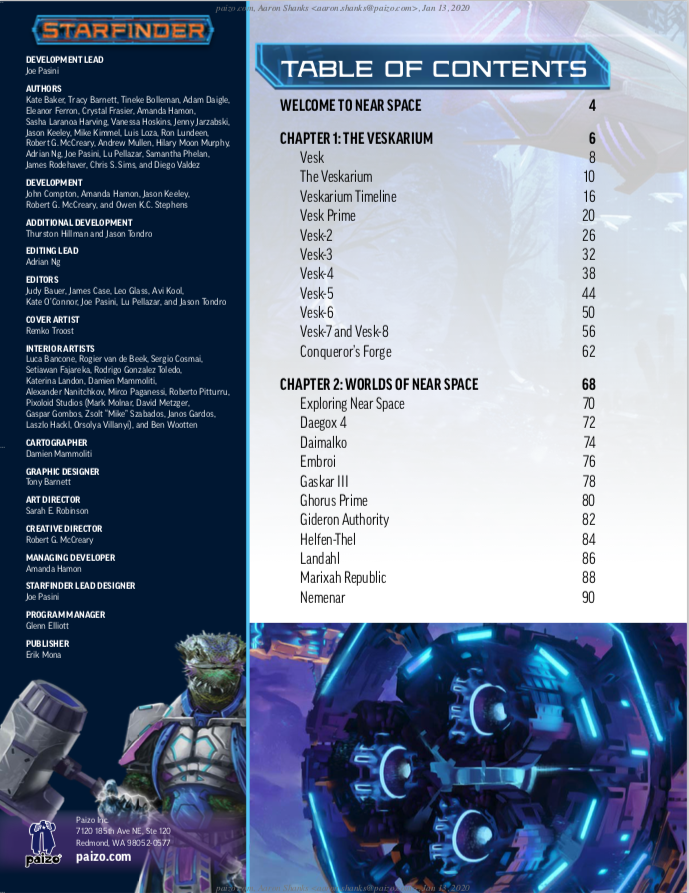 paizo.com, Aaron Shanks <aaron.shanks@paizo.com>, Jan 13, 2020
STARFINDER
DEVELOPMENT LEAD
Joe Pasini
AUTHORS
Kate Baker, Tracy Barnett, Tineke Bolleman, Adam Daigle,
Eleanor Ferron, Crystal Frasier, Amanda Hamon,
Sasha Laranoa Harving, Vanessa Hoskins, Jenny Jarzabski,
Jason Keeley, Mike Kimmel, Luis Loza, Ron Lundeen,
Robert G. McCreary, Andrew Mullen, Hilary Moon Murphy,
Adrian Ng, Joe Pasini, Lu Pellazar, Samantha Phelan,
James Rodehaver, Chris S. Sims, and Diego Valdez
DEVELOPMENT
John Compton, Amanda Hamon, Jason Keeley,
Robert G. McCreary, and Owen K.C. Stephens
ADDITIONAL DEVELOPMENT
Thurston Hillman and Jason Tondro
EDITING LEAD
Adrian Ng
EDITORS
Judy Bauer, James Case, Leo Glass, Avi Kool,
Kate O'Connor, Joe Pasini, Lu Pellazar, and Jason Tondro
COVER ARTIST
Remko Troost
INTERIOR ARTISTS
Luca Bancone, Rogier van de Beek, Sergio Cosmai,
Setiawan Fajareka, Rodrigo Gonzalez Toledo,
Katerina Landon, Damien Mammoliti,
Alexander Nanitchkov, Mirco Paganessi, Roberto Pitturru,
Pixoloid Studios (Mark Molnar, David Metzger,
Gaspar Gombos, Zsolt "Mike" Szabados, Janos Gardos,
Laszlo Hackl, Orsolya Villanyi), and Ben Wootten
CARTOGRAPHER
Damien Mammoliti
GRAPHIC DESIGNER
Tony Barnett
ART DIRECTOR
Sarah E. Robinson
CREATIVE DIRECTOR
Robert G. McCreary
MANAGING DEVELOPER
Amanda Hamon
STARFINDER LEAD DESIGNER
Joe Pasini
PROGRAM MANAGER
Glenn Elliott
PUBLISHER
Erik Mona
paizo
Paizo Inc.
7120 185th Ave NE, Ste 120
Redmond, WA 98052-0577
paizo.com
TABLE OF CONTENTS
WELCOME TO NEAR SPACE 4
CHAPTER 1: THE VESKARIUM 6
Vesk 8
The Veskarium 10
Veskarium Timeline 16
Vesk Prime 20
Vesk-2 26
Vesk-3 32
Vesk-4 38
Vesk-5 44
Vesk-6 50
Vesk-7 and Vesk-8 56
Conqueror's Forge 62
CHAPTER 2: WORLDS OF NEAR SPACE 68
Exploring Near Space 70
Daegox 4 72
Daimalko 74
Embroi 76
Gaskar III 78
Ghorus Prime 80
Gideron Authority 82
Helfen-Thel 84
Landahl 86
Marixah Republic 88
Nemenar 90